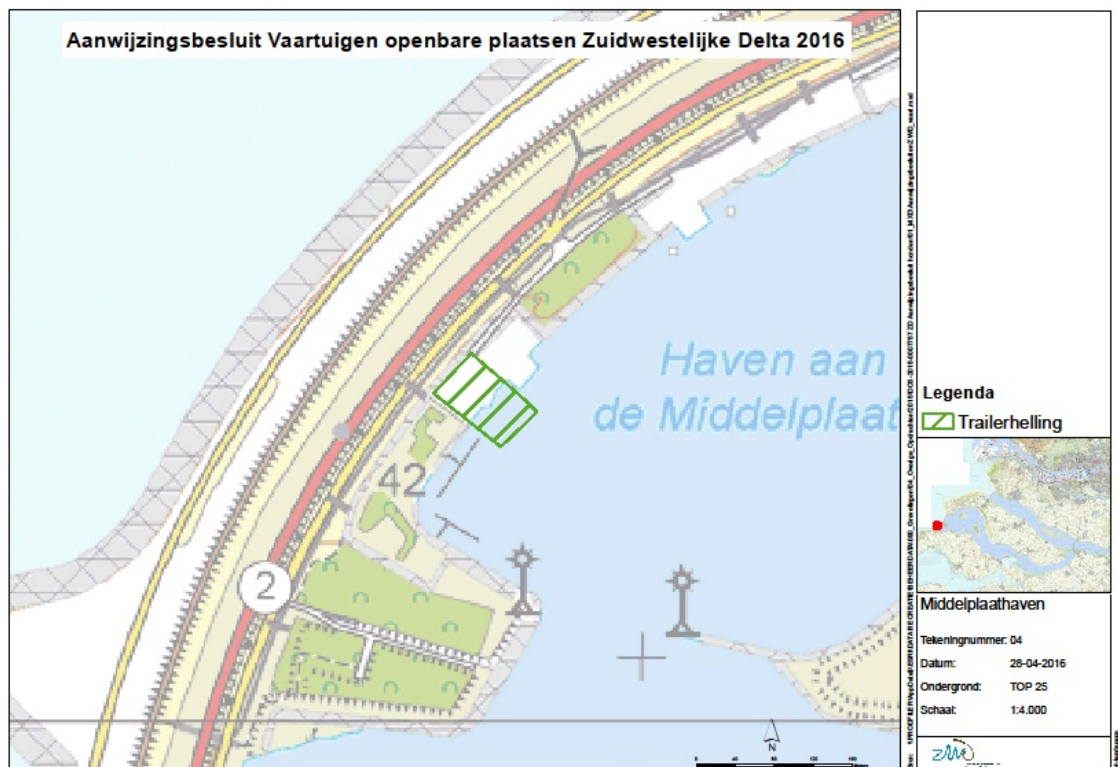 Aanwijzingsbesluit Vaartuigen openbare plaatsen Zuidwestelijke Delta 2016
Haven aan
de Middelplaat
42
2
N
Legenda
Trailerhelling
Middelplaathaven
Tekeningnummer: 04
Datum: 28-04-2016
Ondergrond: TOP 25
Schaal: 1:4.000